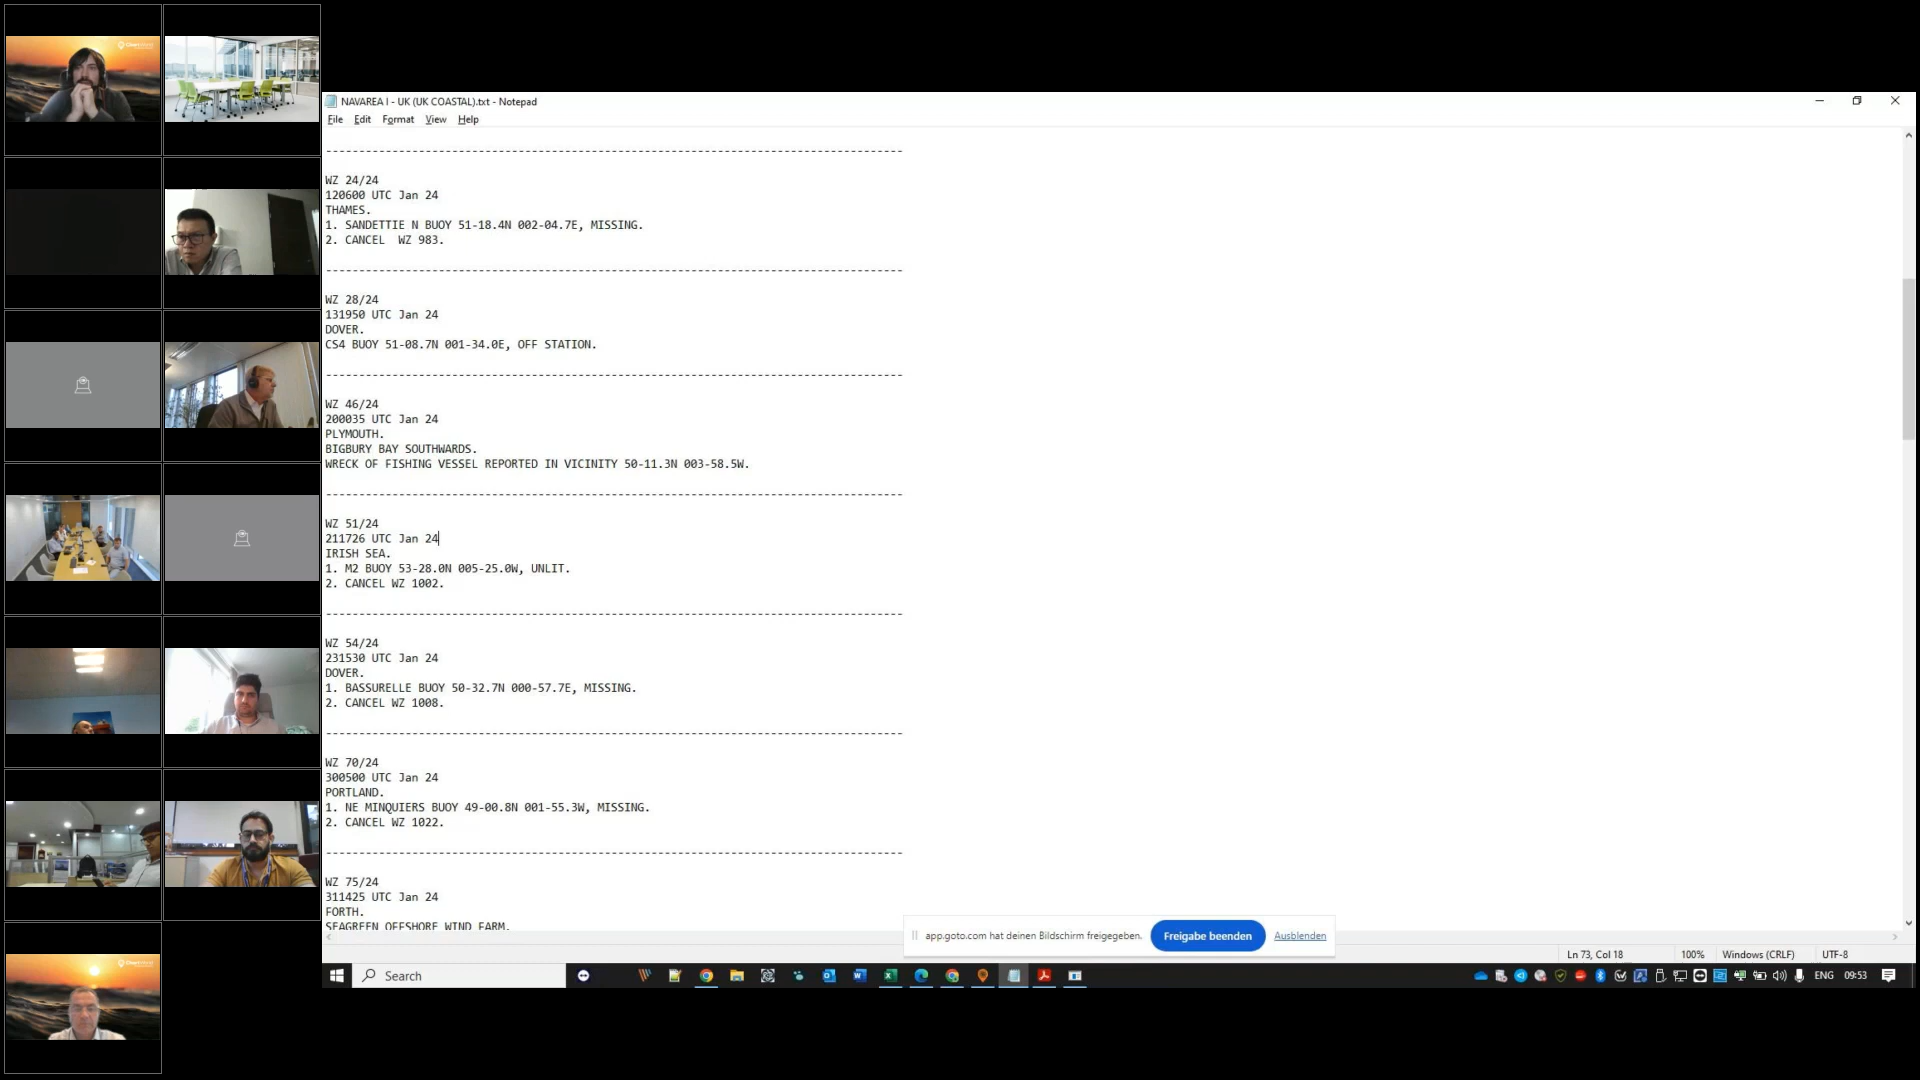 NAVAREA I - UK (UK COASTAL).txt - Notepad
File Edit Format View Help
--------------------------------------------------------------------------------------
WZ 24/24
120600 UTC Jan 24
THAMES.
1. SANDETTIE N BUOY 51-18.4N 002-04.7E, MISSING.
2. CANCEL  WZ 983.
--------------------------------------------------------------------------------------
WZ 28/24
131950 UTC Jan 24
DOVER.
CS4 BUOY 51-08.7N 001-34.0E, OFF STATION.
--------------------------------------------------------------------------------------
WZ 46/24
200035 UTC Jan 24
PLYMOUTH.
BIGBURY BAY SOUTHWARDS.
WRECK OF FISHING VESSEL REPORTED IN VICINITY 50-11.3N 003-58.5W.
--------------------------------------------------------------------------------------
WZ 51/24
211726 UTC Jan 24
IRISH SEA.
1. M2 BUOY 53-28.0N 005-25.0W, UNLIT.
2. CANCEL WZ 1002.
--------------------------------------------------------------------------------------
WZ 54/24
231530 UTC Jan 24
DOVER.
1. BASSURELLE BUOY 50-32.7N 000-57.7E, MISSING.
2. CANCEL WZ 1008.
--------------------------------------------------------------------------------------
WZ 70/24
300500 UTC Jan 24
PORTLAND.
1. NE MINQUIERS BUOY 49-00.8N 001-55.3W, MISSING.
2. CANCEL WZ 1022.
--------------------------------------------------------------------------------------
WZ 75/24
311425 UTC Jan 24
FORTH.
SEAGREEN OFFSHORE WIND FARM.
app.goto.com hat deinen Bildschirm freigegeben. Freigabe beenden Ausblenden
Ln 73, Col 18 100% Windows (CRLF) UTF-8
Search ENG 09:53